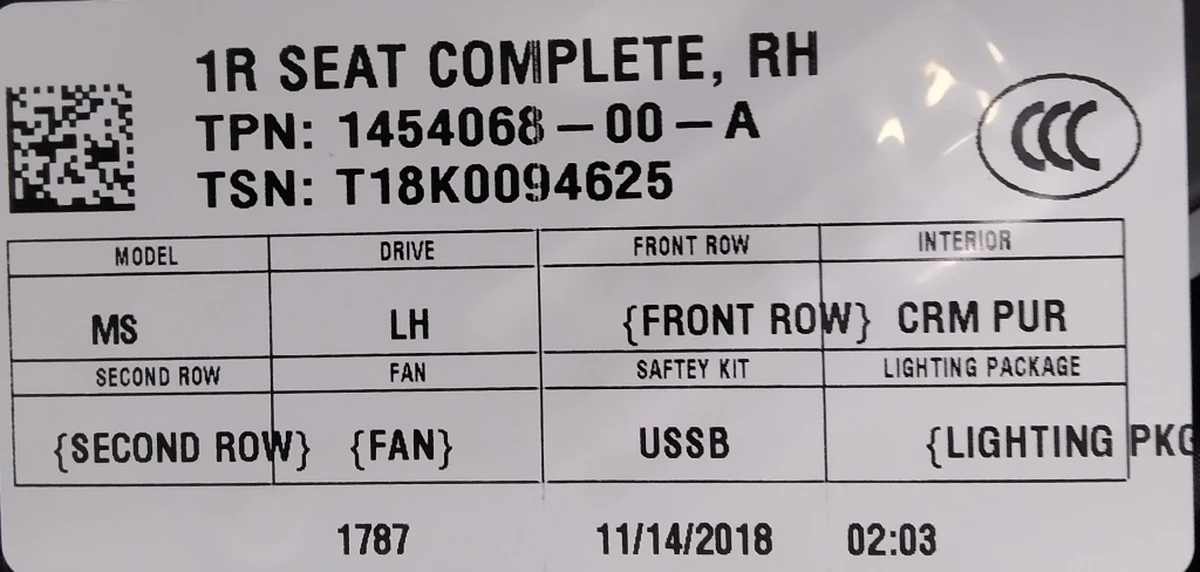 1R SEAT COMPLETE, RH
TPN: 1454068-00-A
TSN: T18K0094625
CCC
MODEL DRIVE FRONT ROW INTERIOR
MS LH {FRONT ROW} CRM PUR
SECOND ROW FAN SAFTEY KIT LIGHTING PACKAGE
{SECOND ROW} {FAN} USSB {LIGHTING PKG
1787 11/14/2018 02:03